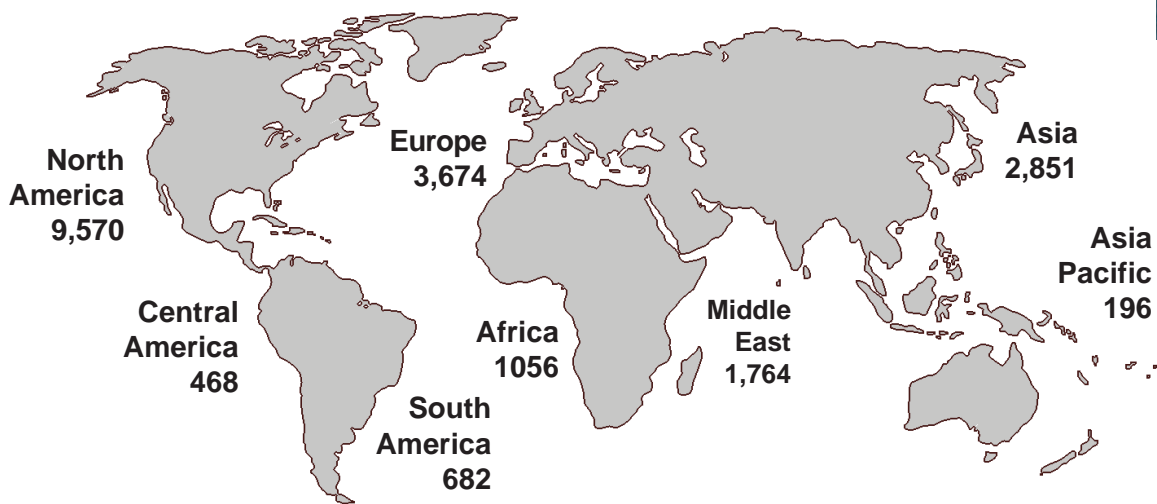 North
America
9,570
Europe
3,674
Asia
2,851
Asia
Pacific
196
Central
America
468
Africa
1056
Middle
East
1,764
South
America
682